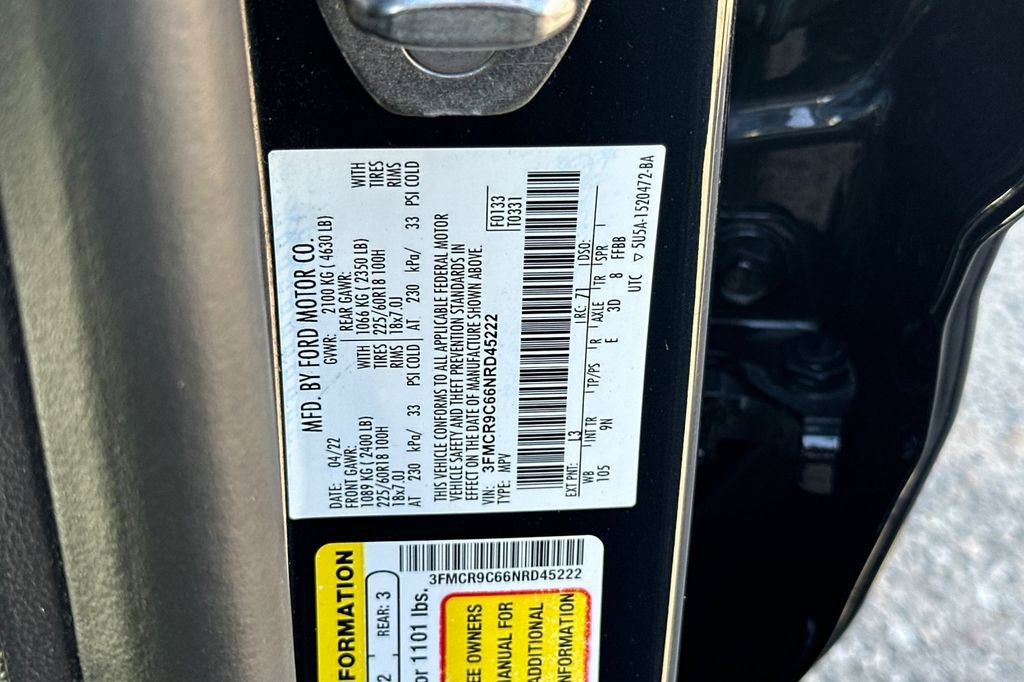 MFD. BY FORD MOTOR CO.
DATE: 04/22 GVWR: 2100 KG ( 4630 LB)
FRONT GAWR: REAR GAWR:
1089 KG ( 2400 LB) WITH 1066 KG ( 2350 LB) WITH
225/60R18 100H TIRES 225/60R18 100H TIRES
18x7.0J RIMS 18x7.0J RIMS
AT 230 kPa/ 33 PSI COLD AT 230 kPa/ 33 PSI COLD
THIS VEHICLE CONFORMS TO ALL APPLICABLE FEDERAL MOTOR
VEHICLE SAFETY AND THEFT PREVENTION STANDARDS IN
EFFECT ON THE DATE OF MANUFACTURE SHOWN ABOVE.
VIN: 3FMCR9C66NRD45222
TYPE: MPV
F0133
T0331
EXT PNT: L3 RC: 71 DSO:
WB INT TR TP/PS R AXLE TR SPR
105 9N E 3D 8 FFBB
UTC ▽ 5U5A-1520472-BA
FORMATION
2 REAR: 3
or 1101 lbs.
3FMCR9C66NRD45222
EE OWNERS
MANUAL FOR
ADDITIONAL
NFORMATION